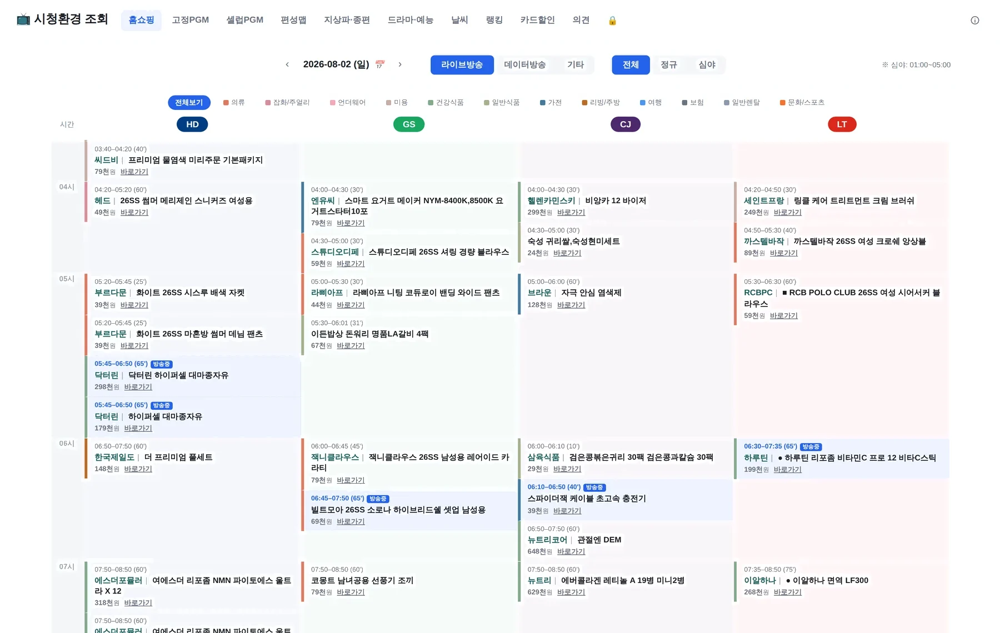 시청환경 조회
홈쇼핑 고정PGM 셀럽PGM 편성맵 지상파·종편 드라마·예능 날씨 랭킹 카드할인 의견
‹ 2026-08-02 (일) ›
라이브방송 데이터방송 기타
전체 정규 심야
※ 심야: 01:00~05:00
전체보기 의류 잡화/주얼리 언더웨어 미용 건강식품 일반식품 가전 리빙/주방 여행 보험 일반렌탈 문화/스포츠
시간 HD GS CJ LT
03:40–04:20 (40')
씨드비 | 프리미엄 물염색 미리주문 기본패키지
79천원 바로가기
04시
04:20–05:20 (60')
헤드 | 26SS 썸머 메리제인 스니커즈 여성용
49천원 바로가기
04:00–04:30 (30')
엔유씨 | 스마트 요거트 메이커 NYM-8400K,8500K 요
거트스타터10포
79천원 바로가기
04:30–05:00 (30')
스튜디오디페 | 스튜디오디페 26SS 셔링 경량 블라우스
59천원 바로가기
04:00–04:30 (30')
헬렌카민스키 | 비앙카 12 바이저
299천원 바로가기
04:30–05:00 (30')
숙성 귀리쌀,숙성현미세트
24천원 바로가기
04:20–04:50 (30')
세인트프랑 | 링클 케어 트리트먼트 크림 브러쉬
249천원 바로가기
04:50–05:30 (40')
까스텔바작 | 까스텔바작 26SS 여성 크로쉐 앙상블
89천원 바로가기
05시
05:20–05:45 (25')
부르다문 | 화이트 26SS 시스루 배색 자켓
39천원 바로가기
05:20–05:45 (25')
부르다문 | 화이트 26SS 마혼방 썸머 데님 팬츠
39천원 바로가기
05:45–06:50 (65') 방송중
닥터린 | 닥터린 하이퍼셀 대마종자유
298천원 바로가기
05:45–06:50 (65') 방송중
닥터린 | 하이퍼셀 대마종자유
179천원 바로가기
05:00–05:30 (30')
라삐아프 | 라삐아프 니팅 코듀로이 밴딩 와이드 팬츠
44천원 바로가기
05:30–06:01 (31')
이든밥상 돈워리 명품LA갈비 4팩
67천원 바로가기
05:00–06:00 (60')
브라운 | 자극 안심 염색제
128천원 바로가기
05:30–06:30 (60')
RCBPC | ■ RCB POLO CLUB 26SS 여성 시어서커 블
라우스
59천원 바로가기
06시
06:50–07:50 (60')
한국제일도 | 더 프리미엄 풀세트
148천원 바로가기
06:00–06:45 (45')
잭니클라우스 | 잭니클라우스 26SS 남성용 레어이드 카
라티
79천원 바로가기
06:45–07:50 (65') 방송중
빌트모아 26SS 소로나 하이브리드쉘 셋업 남성용
69천원 바로가기
06:00–06:10 (10')
삼육식품 | 검은콩볶은귀리 30팩 검은콩과칼슘 30팩
29천원 바로가기
06:10–06:50 (40') 방송중
스파이더잭 케이블 초고속 충전기
39천원 바로가기
06:50–07:50 (60')
뉴트리코어 | 관절엔 DEM
648천원 바로가기
06:30–07:35 (65') 방송중
하루틴 | ● 하루틴 리포좀 비타민C 프로 12 비타C스틱
199천원 바로가기
07시
07:50–08:50 (60')
에스더포뮬러 | 여에스더 리포좀 NMN 파이토에스 울트
라 X 12
318천원 바로가기
07:50–08:50 (60')
에스더포뮬러 | 여에스더 리포좀 NMN 파이토에스 울트
07:50–08:50 (60')
코몽트 남녀공용 선풍기 조끼
79천원 바로가기
07:50–08:50 (60')
뉴트리 | 에버콜라겐 레티놀 A 19병 미니2병
629천원 바로가기
07:35–08:50 (75')
이알하나 | ● 이알하나 면역 LF300
268천원 바로가기